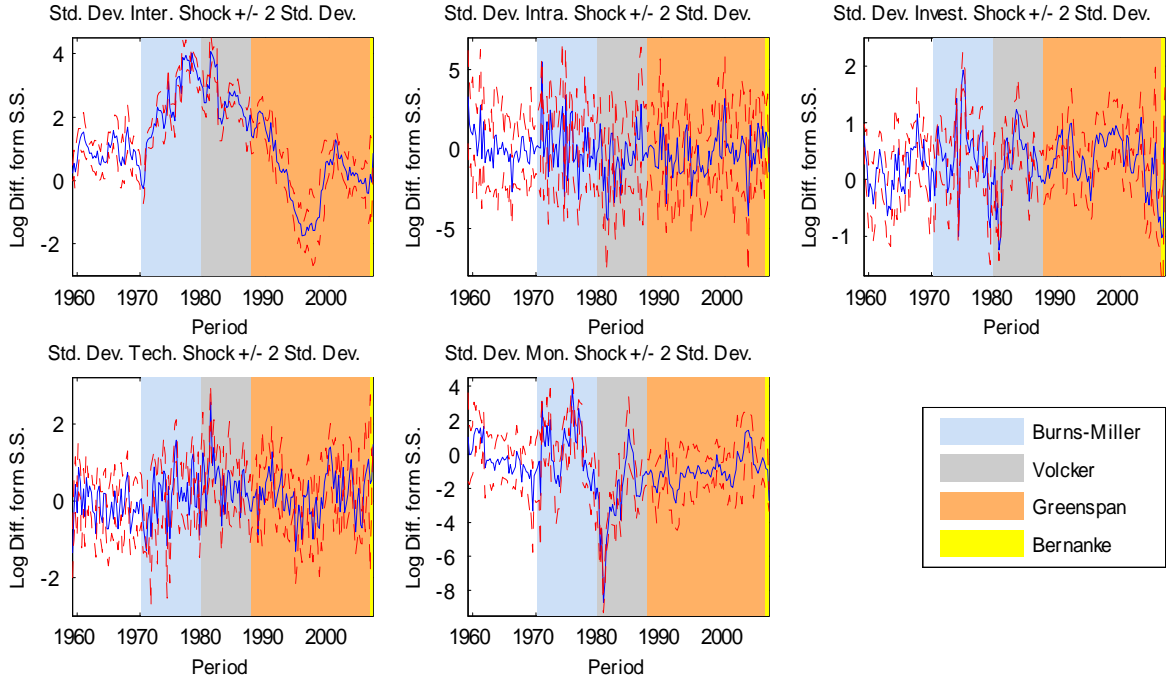 Std. Dev. Inter. Shock +/- 2 Std. Dev.
Log Diff. form S.S.
4
2
0
-2
1960 1970 1980 1990 2000
Period
Std. Dev. Intra. Shock +/- 2 Std. Dev.
Log Diff. form S.S.
5
0
-5
1960 1970 1980 1990 2000
Period
Std. Dev. Invest. Shock +/- 2 Std. Dev.
Log Diff. form S.S.
2
1
0
-1
1960 1970 1980 1990 2000
Period
Std. Dev. Tech. Shock +/- 2 Std. Dev.
Log Diff. form S.S.
2
0
-2
1960 1970 1980 1990 2000
Period
Std. Dev. Mon. Shock +/- 2 Std. Dev.
Log Diff. form S.S.
4
2
0
-2
-4
-6
-8
1960 1970 1980 1990 2000
Period
Burns-Miller
Volcker
Greenspan
Bernanke